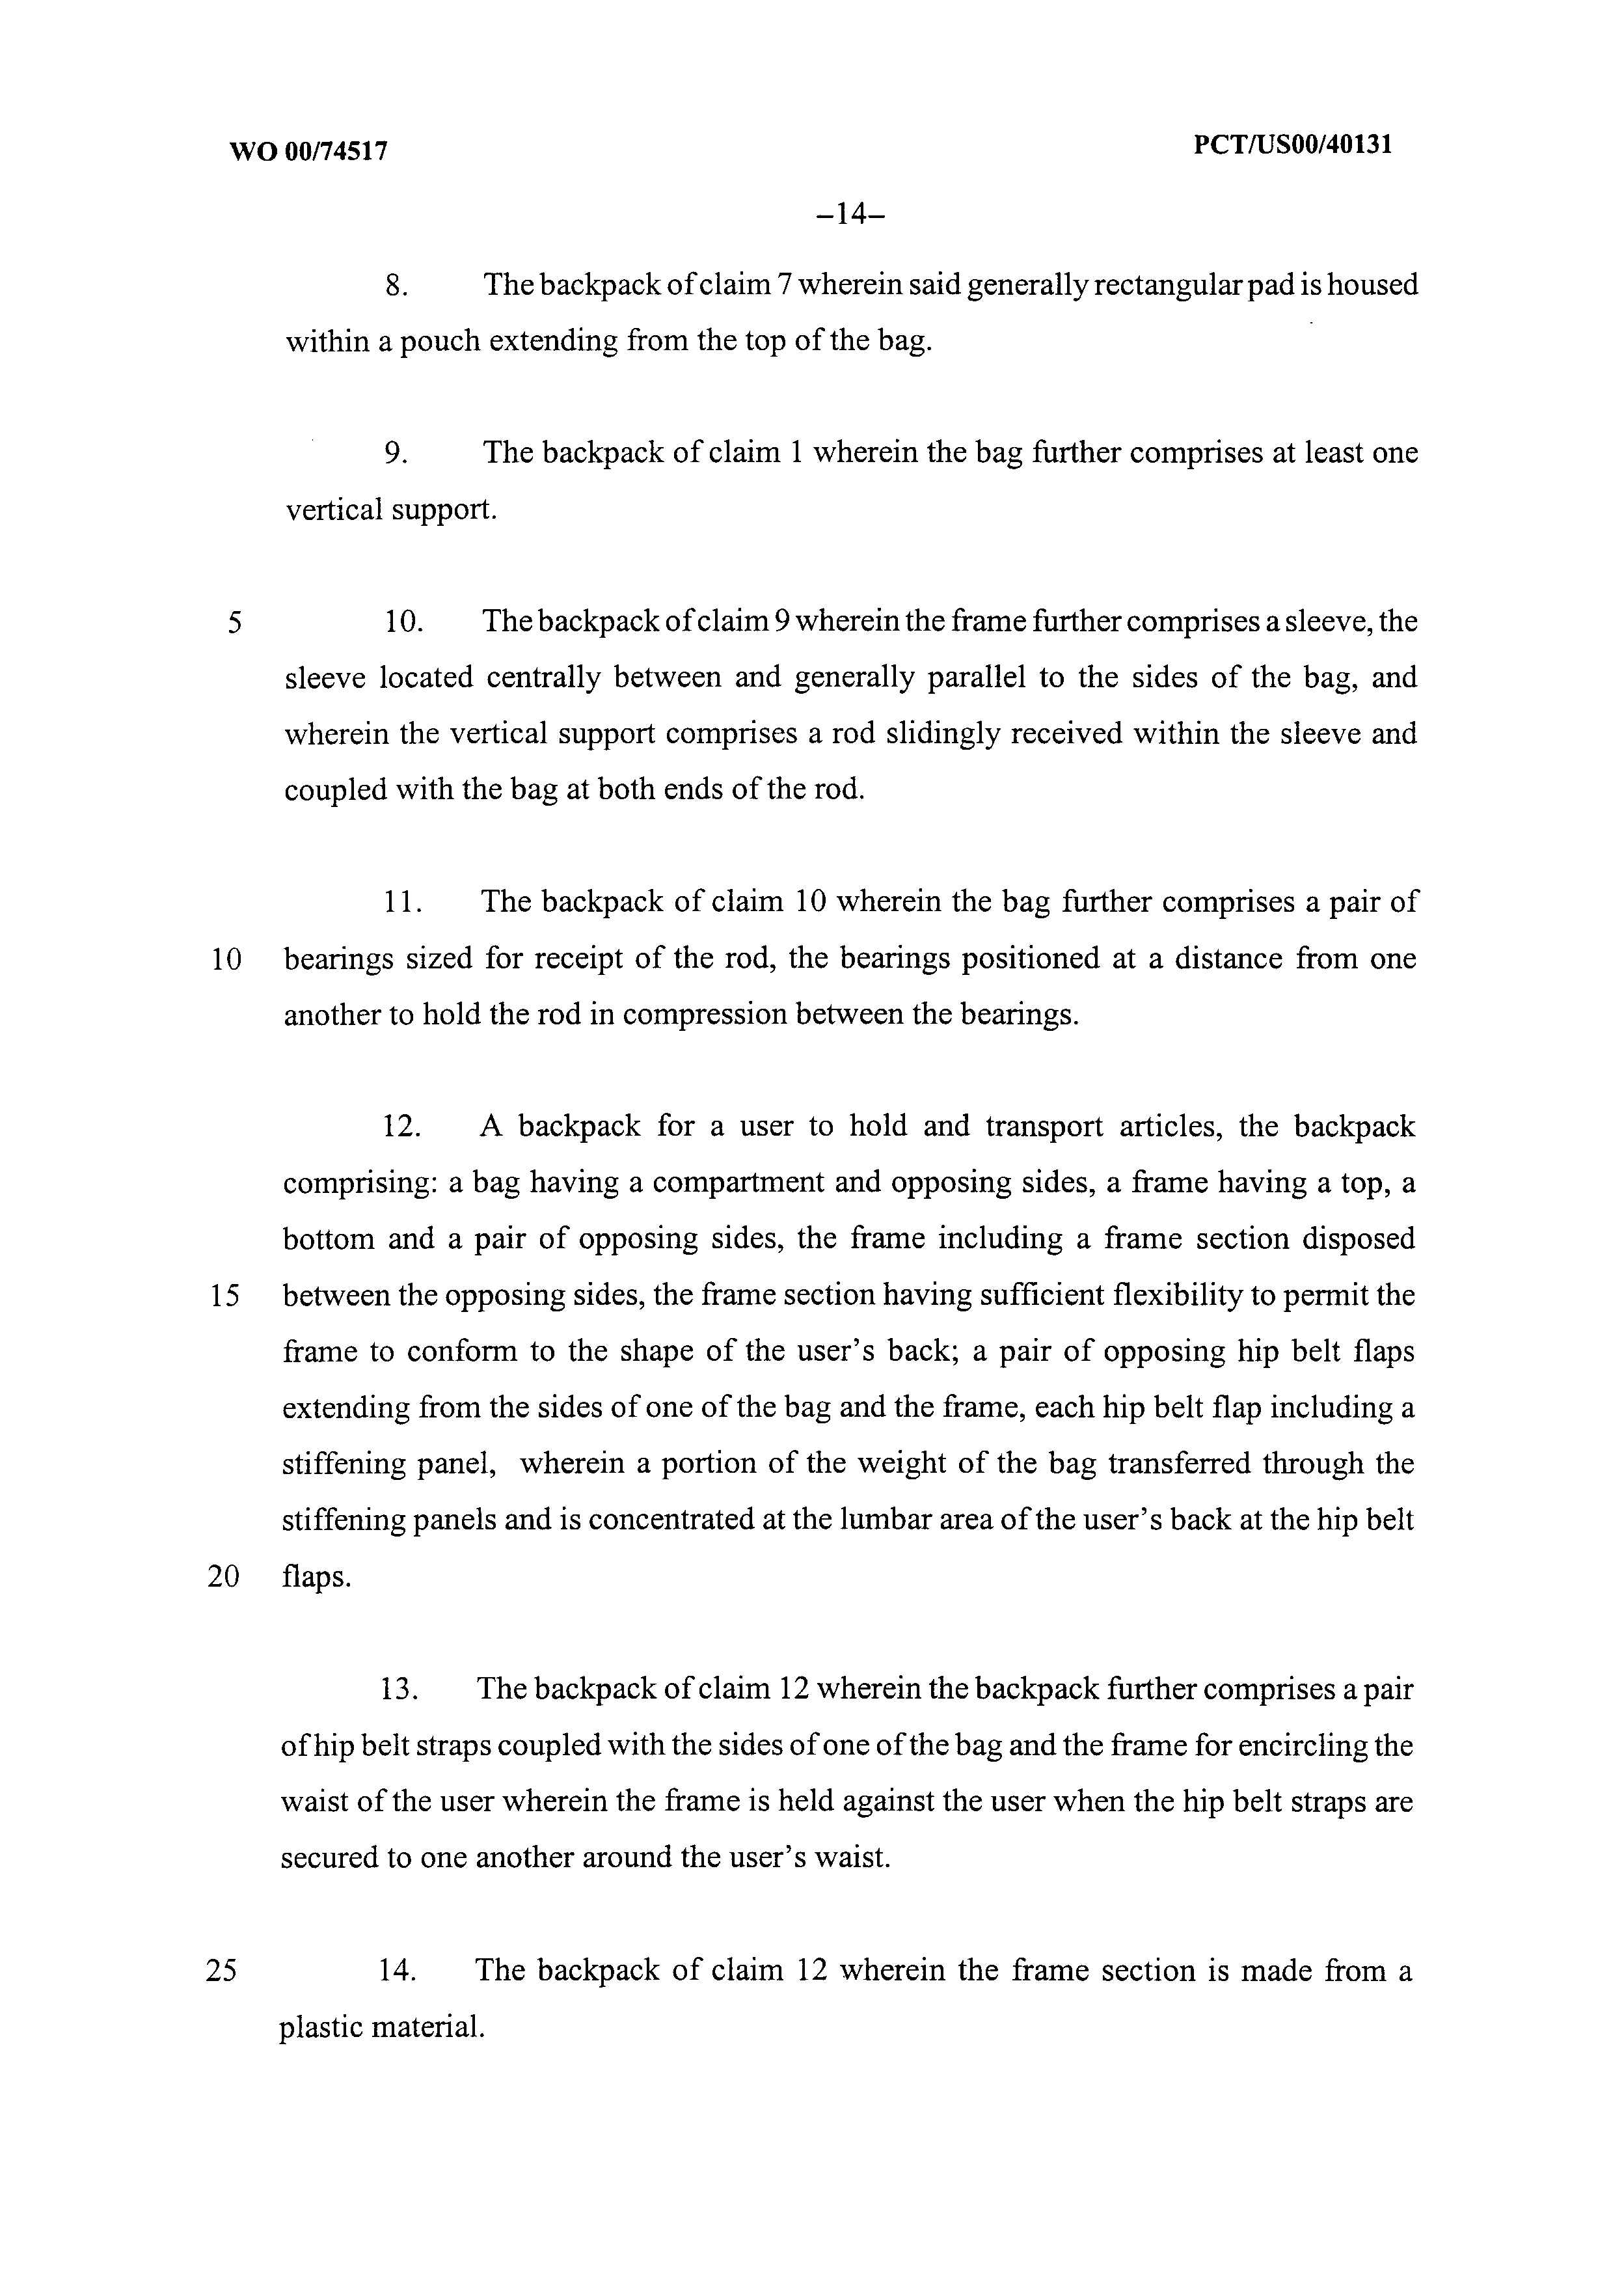 WO 00/74517 PCT/US00/40131
–14–
8. The backpack of claim 7 wherein said generally rectangular pad is housed
within a pouch extending from the top of the bag.
9. The backpack of claim 1 wherein the bag further comprises at least one
vertical support.
5 10. The backpack of claim 9 wherein the frame further comprises a sleeve, the
sleeve located centrally between and generally parallel to the sides of the bag, and
wherein the vertical support comprises a rod slidingly received within the sleeve and
coupled with the bag at both ends of the rod.
11. The backpack of claim 10 wherein the bag further comprises a pair of
10 bearings sized for receipt of the rod, the bearings positioned at a distance from one
another to hold the rod in compression between the bearings.
12. A backpack for a user to hold and transport articles, the backpack
comprising: a bag having a compartment and opposing sides, a frame having a top, a
bottom and a pair of opposing sides, the frame including a frame section disposed
15 between the opposing sides, the frame section having sufficient flexibility to permit the
frame to conform to the shape of the user's back; a pair of opposing hip belt flaps
extending from the sides of one of the bag and the frame, each hip belt flap including a
stiffening panel, wherein a portion of the weight of the bag transferred through the
stiffening panels and is concentrated at the lumbar area of the user's back at the hip belt
20 flaps.
13. The backpack of claim 12 wherein the backpack further comprises a pair
of hip belt straps coupled with the sides of one of the bag and the frame for encircling the
waist of the user wherein the frame is held against the user when the hip belt straps are
secured to one another around the user's waist.
25 14. The backpack of claim 12 wherein the frame section is made from a
plastic material.